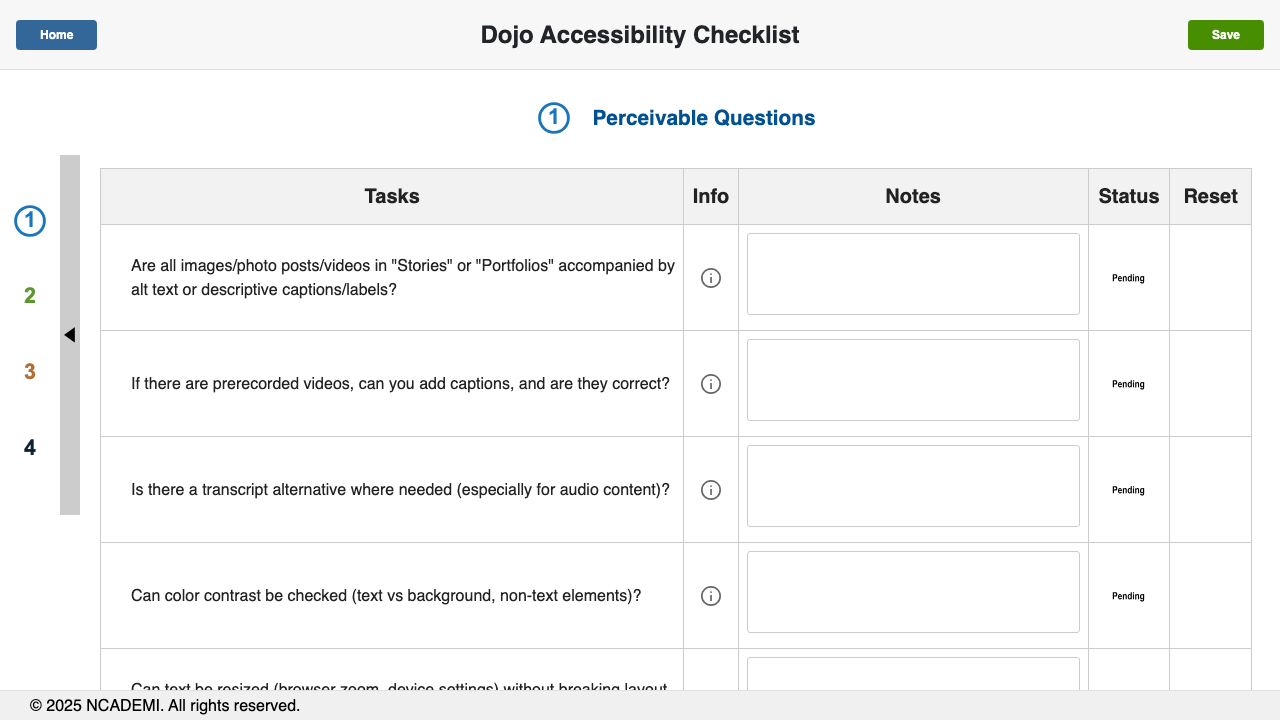 Home
Dojo Accessibility Checklist
Save
1 Perceivable Questions
1
2
3
4
Tasks Info Notes Status Reset
Are all images/photo posts/videos in "Stories" or "Portfolios" accompanied by
alt text or descriptive captions/labels?
Pending
If there are prerecorded videos, can you add captions, and are they correct?
Pending
Is there a transcript alternative where needed (especially for audio content)?
Pending
Can color contrast be checked (text vs background, non-text elements)?
Pending
Can text be resized (browser zoom, device settings) without breaking layout
© 2025 NCADEMI. All rights reserved.